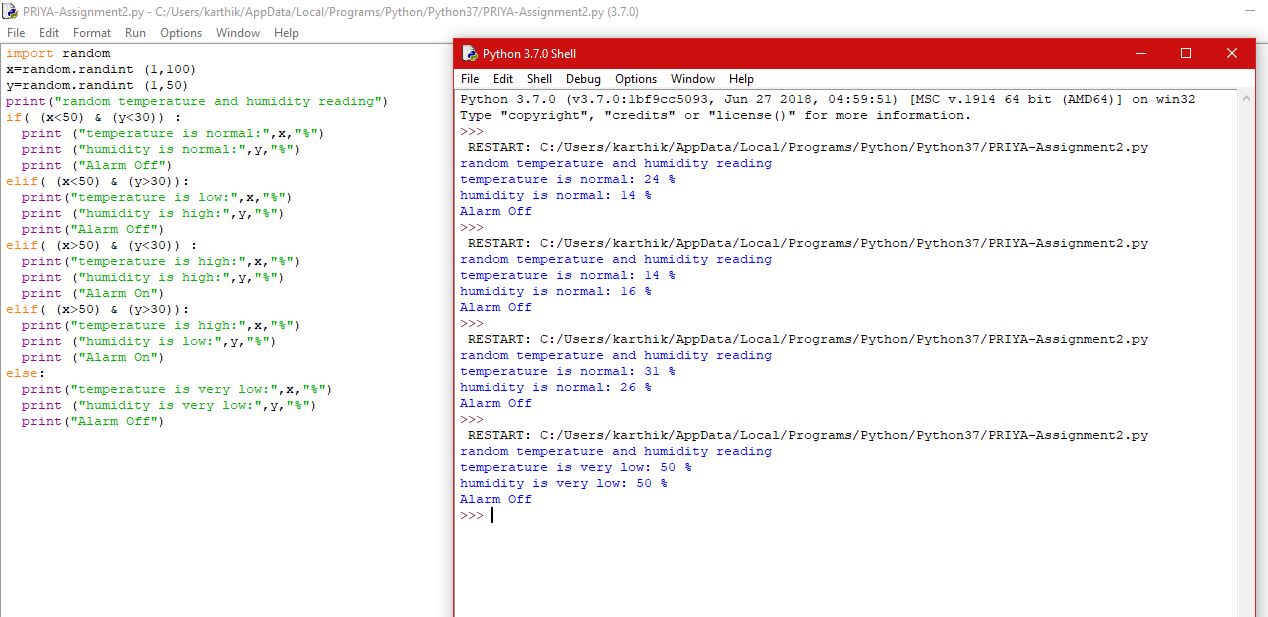 PRIYA-Assignment2.py - C:/Users/karthik/AppData/Local/Programs/Python/Python37/PRIYA-Assignment2.py (3.7.0)
File Edit Format Run Options Window Help
import random
x=random.randint (1,100)
y=random.randint (1,50)
print("random temperature and humidity reading")
if( (x<50) & (y<30)) :
  print ("temperature is normal:",x,"%")
  print ("humidity is normal:",y,"%")
  print ("Alarm Off")
elif( (x<50) & (y>30)):
  print("temperature is low:",x,"%")
  print ("humidity is high:",y,"%")
  print("Alarm Off")
elif( (x>50) & (y<30)) :
  print("temperature is high:",x,"%")
  print ("humidity is high:",y,"%")
  print ("Alarm On")
elif( (x>50) & (y>30)):
  print("temperature is high:",x,"%")
  print ("humidity is low:",y,"%")
  print ("Alarm On")
else:
  print("temperature is very low:",x,"%")
  print ("humidity is very low:",y,"%")
  print("Alarm Off")
Python 3.7.0 Shell
File Edit Shell Debug Options Window Help
Python 3.7.0 (v3.7.0:1bf9cc5093, Jun 27 2018, 04:59:51) [MSC v.1914 64 bit (AMD64)] on win32
Type "copyright", "credits" or "license()" for more information.
>>>
 RESTART: C:/Users/karthik/AppData/Local/Programs/Python/Python37/PRIYA-Assignment2.py
random temperature and humidity reading
temperature is normal: 24 %
humidity is normal: 14 %
Alarm Off
>>>
 RESTART: C:/Users/karthik/AppData/Local/Programs/Python/Python37/PRIYA-Assignment2.py
random temperature and humidity reading
temperature is normal: 14 %
humidity is normal: 16 %
Alarm Off
>>>
 RESTART: C:/Users/karthik/AppData/Local/Programs/Python/Python37/PRIYA-Assignment2.py
random temperature and humidity reading
temperature is normal: 31 %
humidity is normal: 26 %
Alarm Off
>>>
 RESTART: C:/Users/karthik/AppData/Local/Programs/Python/Python37/PRIYA-Assignment2.py
random temperature and humidity reading
temperature is very low: 50 %
humidity is very low: 50 %
Alarm Off
>>>